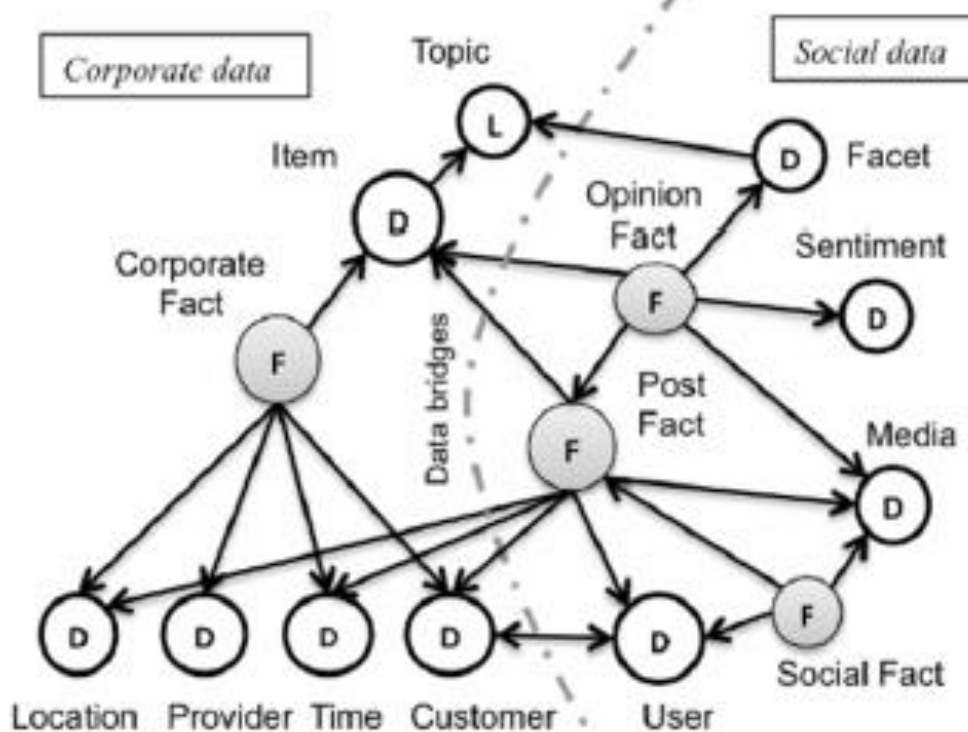 Corporate data
Topic
Social data
L
Item
D
Facet
D
Opinion
Fact
Sentiment
Corporate
Fact
F
D
F
Data bridges
Post
Fact
Media
F
D
F
D
D
D
D
D
Social Fact
Location
Provider
Time
Customer
User